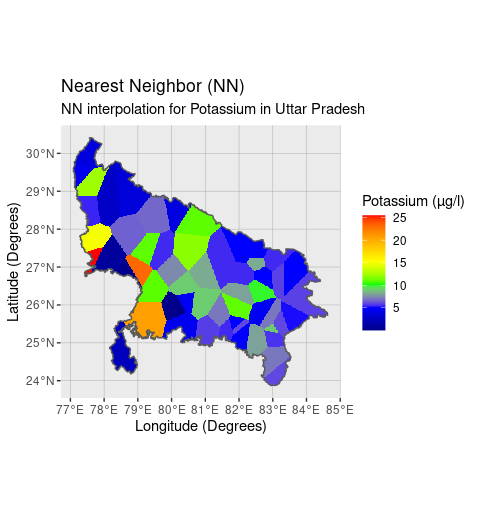 Nearest Neighbor (NN)
NN interpolation for Potassium in Uttar Pradesh
30°N
29°N
28°N
27°N
26°N
25°N
24°N
Latitude (Degrees)
77°E 78°E 79°E 80°E 81°E 82°E 83°E 84°E 85°E
Longitude (Degrees)
Potassium (μg/l)
25
20
15
10
5